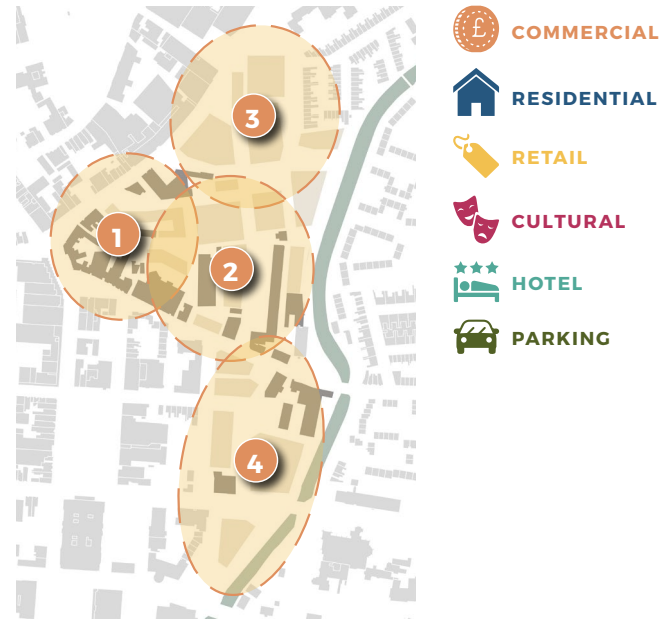 3
1
2
4
£
COMMERCIAL
RESIDENTIAL
RETAIL
CULTURAL
HOTEL
PARKING